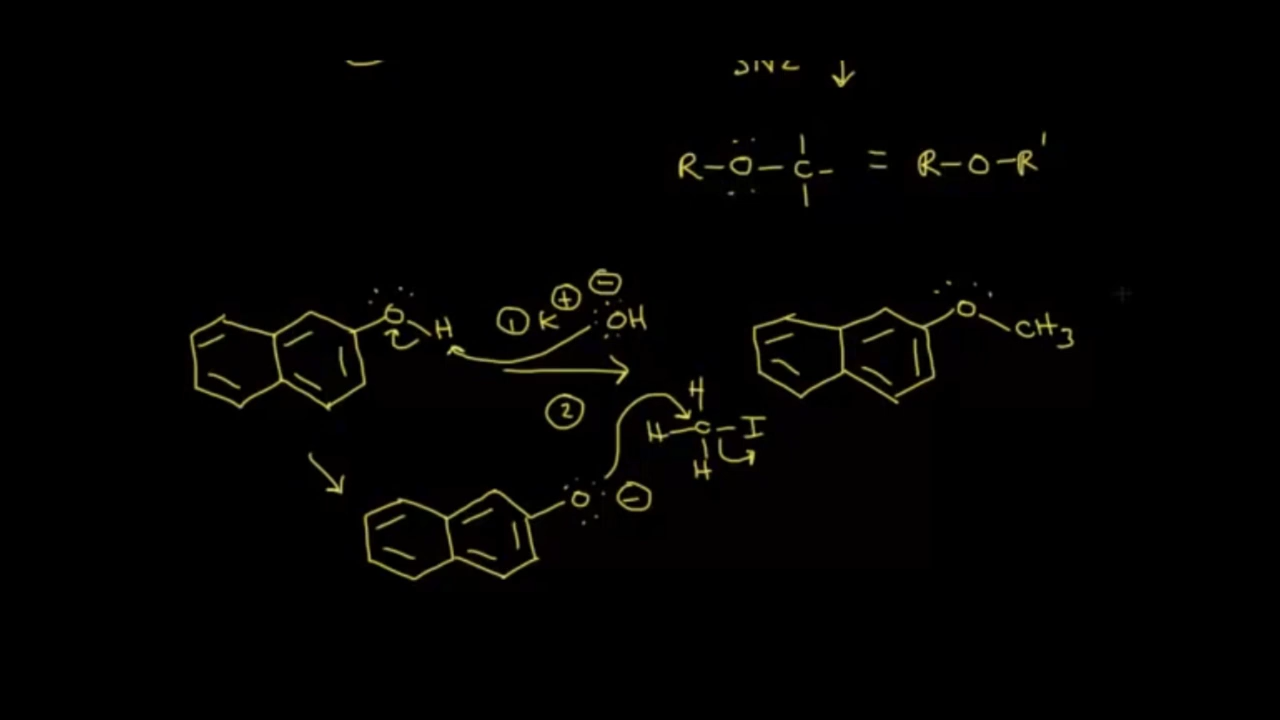 SN2 ↓
R-O-C- = R-O-R'
O H ① K ⊕ ⊖ OH O CH3
② H
H-C-I
H
O ⊖